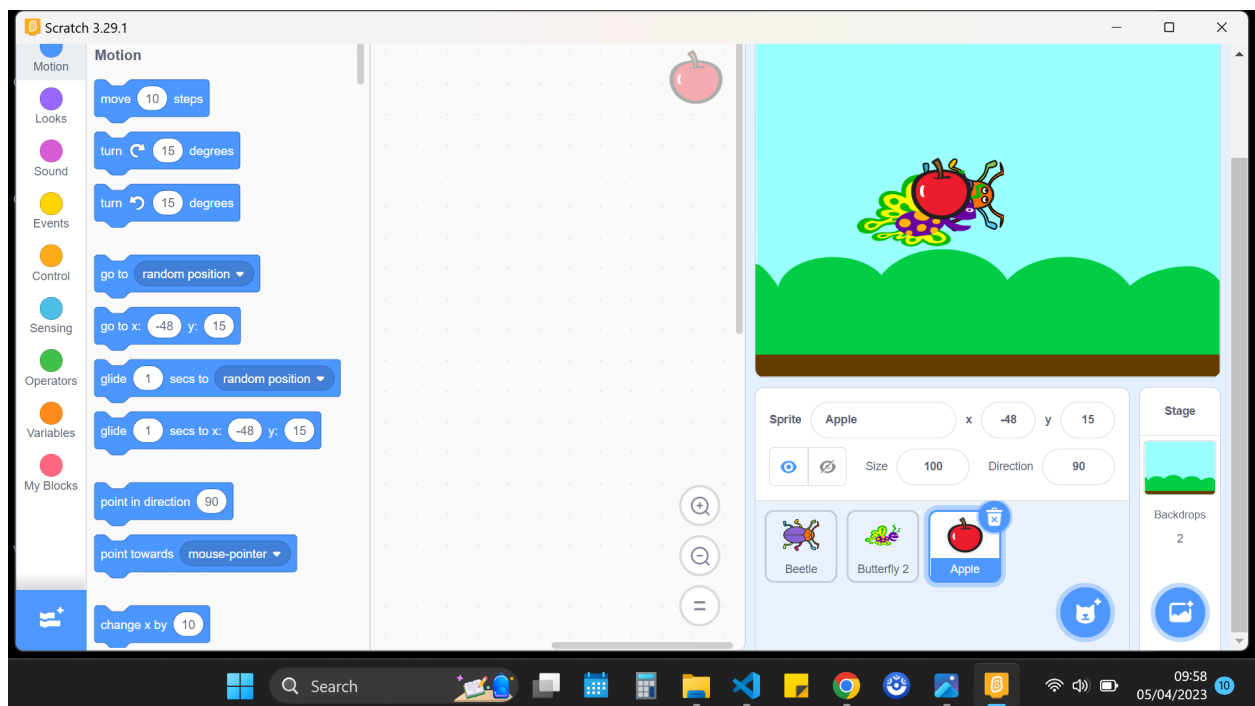 Scratch 3.29.1
Motion
Looks
Sound
Events
Control
Sensing
Operators
Variables
My Blocks
Motion
move 10 steps
turn 15 degrees
turn 15 degrees
go to random position
go to x: -48 y: 15
glide 1 secs to random position
glide 1 secs to x: -48 y: 15
point in direction 90
point towards mouse-pointer
change x by 10
Sprite Apple x -48 y 15
Size 100 Direction 90
Beetle
Butterfly 2
Apple
Stage
Backdrops
2
Search
09:58
05/04/2023
10